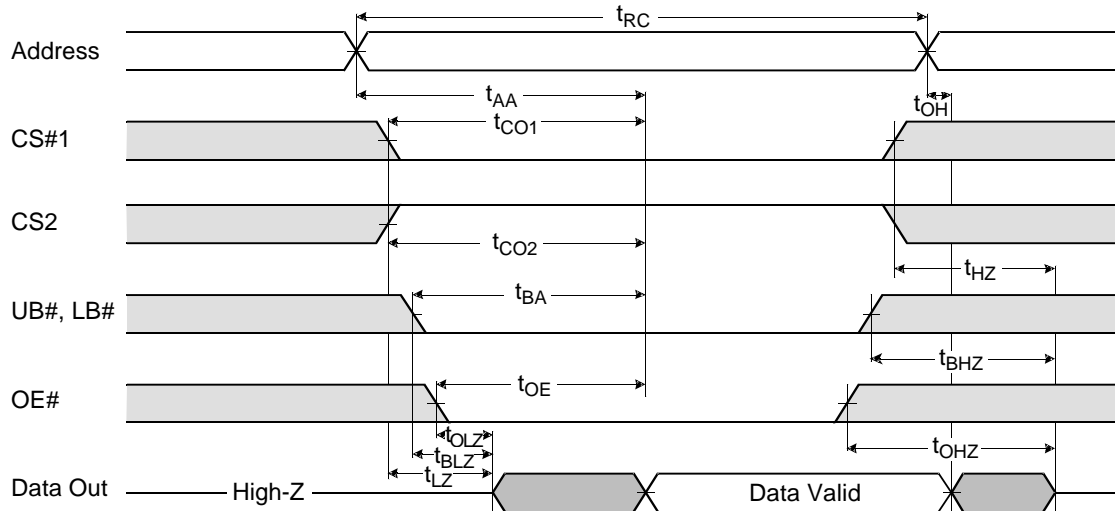 tRC
Address
tAA
tOH
tCO1
CS#1
CS2
tCO2
tHZ
tBA
UB#, LB#
tBHZ
tOE
OE#
tOLZ
tOHZ
tBLZ
tLZ
Data Out
High-Z
Data Valid